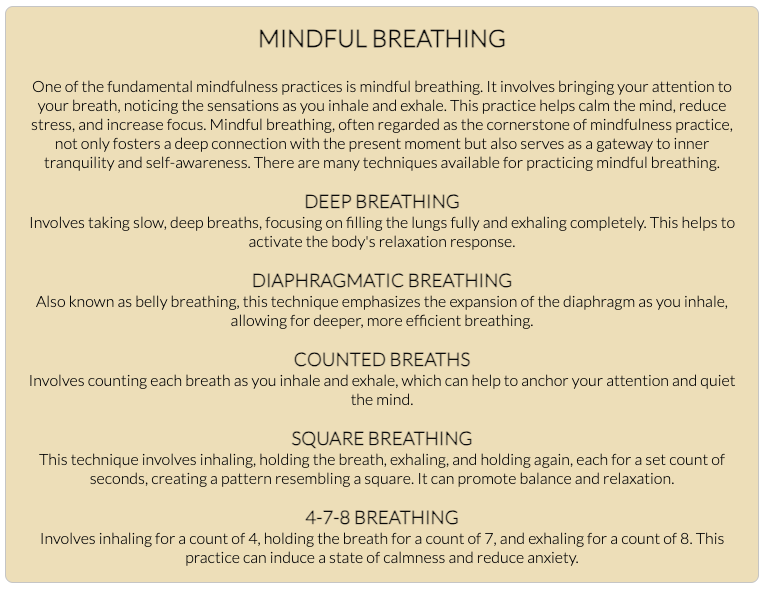 MINDFUL BREATHING
One of the fundamental mindfulness practices is mindful breathing. It involves bringing your attention to
your breath, noticing the sensations as you inhale and exhale. This practice helps calm the mind, reduce
stress, and increase focus. Mindful breathing, often regarded as the cornerstone of mindfulness practice,
not only fosters a deep connection with the present moment but also serves as a gateway to inner
tranquility and self-awareness. There are many techniques available for practicing mindful breathing.
DEEP BREATHING
Involves taking slow, deep breaths, focusing on filling the lungs fully and exhaling completely. This helps to
activate the body's relaxation response.
DIAPHRAGMATIC BREATHING
Also known as belly breathing, this technique emphasizes the expansion of the diaphragm as you inhale,
allowing for deeper, more efficient breathing.
COUNTED BREATHS
Involves counting each breath as you inhale and exhale, which can help to anchor your attention and quiet
the mind.
SQUARE BREATHING
This technique involves inhaling, holding the breath, exhaling, and holding again, each for a set count of
seconds, creating a pattern resembling a square. It can promote balance and relaxation.
4-7-8 BREATHING
Involves inhaling for a count of 4, holding the breath for a count of 7, and exhaling for a count of 8. This
practice can induce a state of calmness and reduce anxiety.